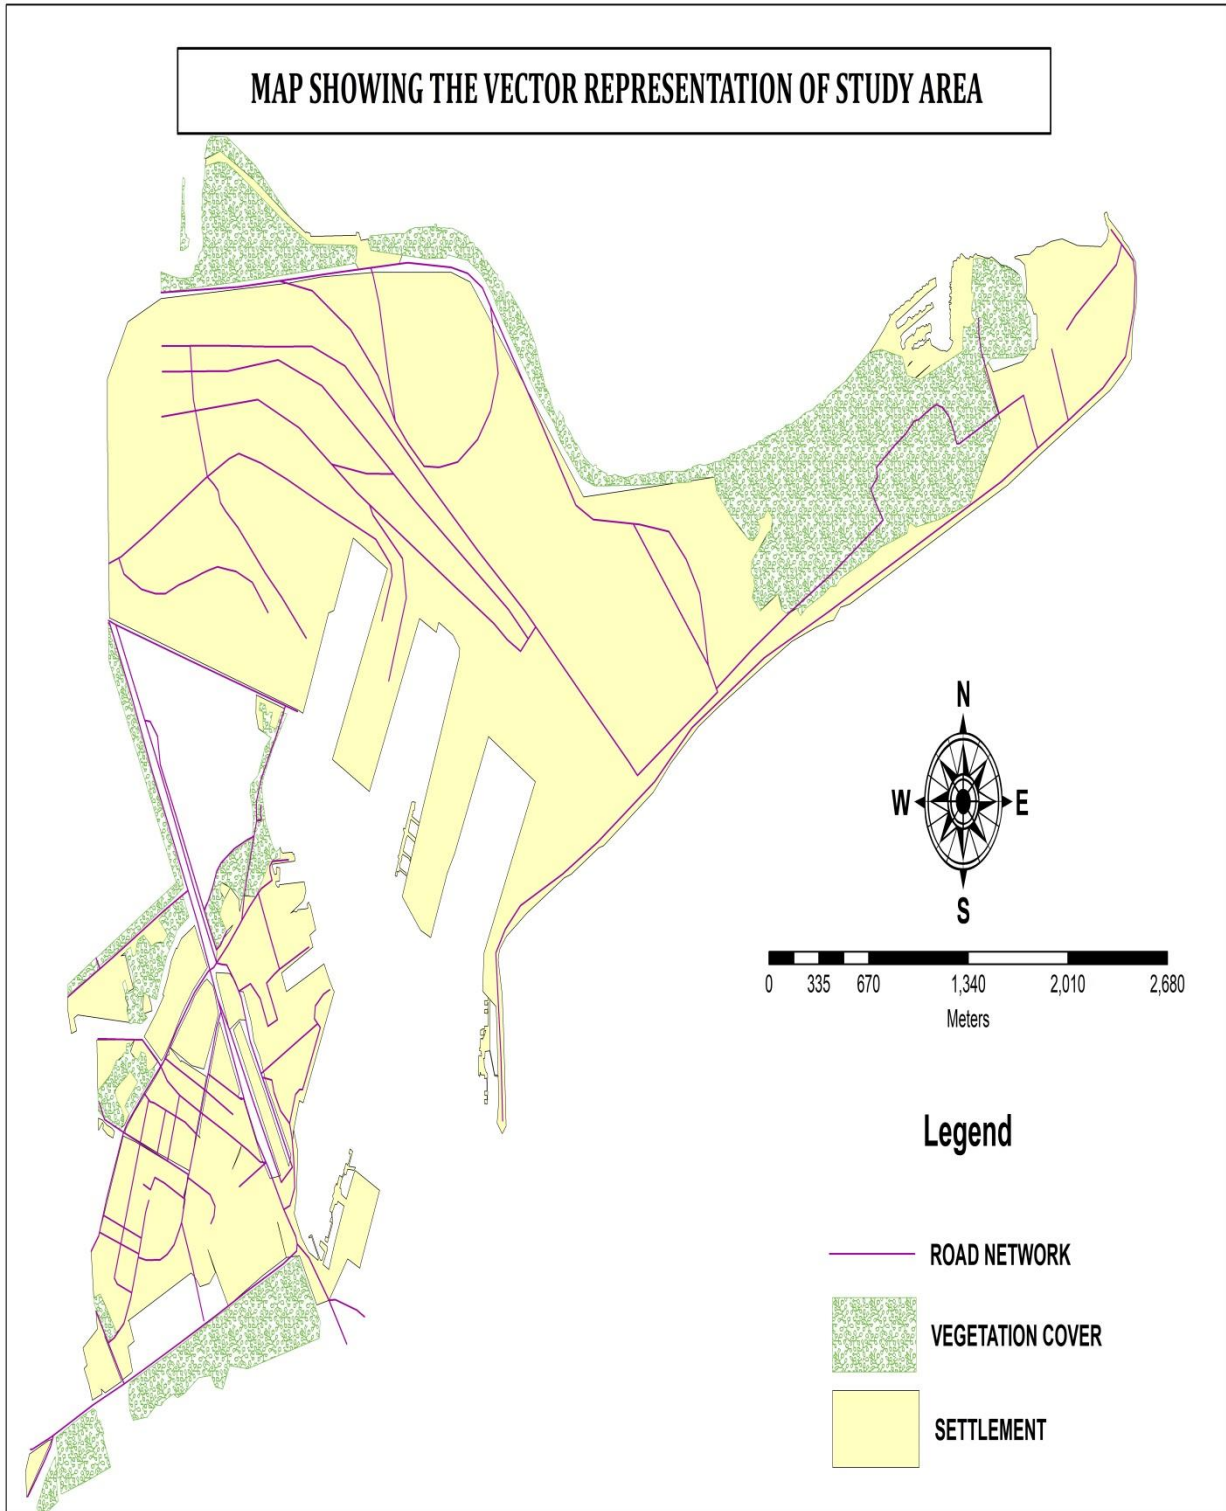 MAP SHOWING THE VECTOR REPRESENTATION OF STUDY AREA
N
W E
S
0 335 670 1,340 2,010 2,680
Meters
Legend
ROAD NETWORK
VEGETATION COVER
SETTLEMENT